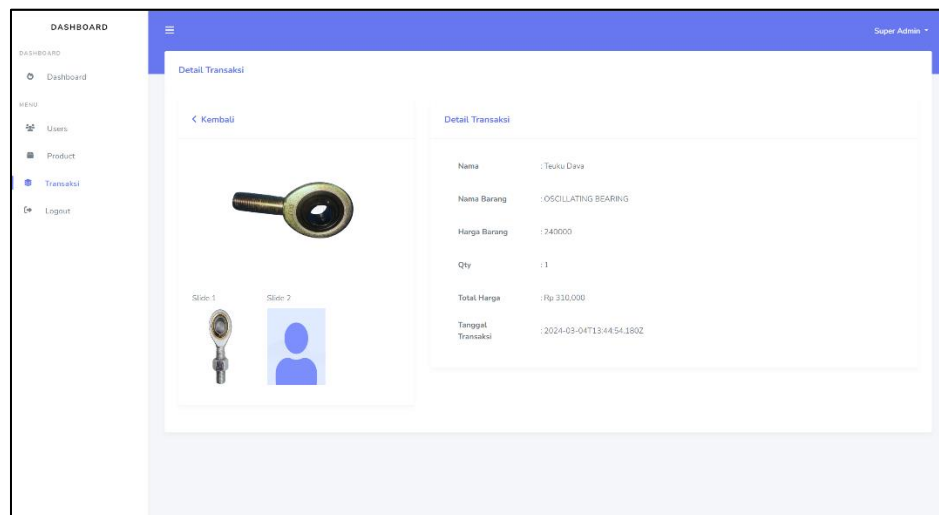 DASHBOARD
Super Admin
DASHBOARD
Dashboard
MENU
Users
Product
Transaksi
Logout
Detail Transaksi
Kembali
Slide 1 Slide 2
Detail Transaksi
Nama : Teuku Dava
Nama Barang : OSCILLATING BEARING
Harga Barang : 240000
Qty : 1
Total Harga : Rp 310,000
Tanggal
Transaksi : 2024-03-04T13:44:54.180Z